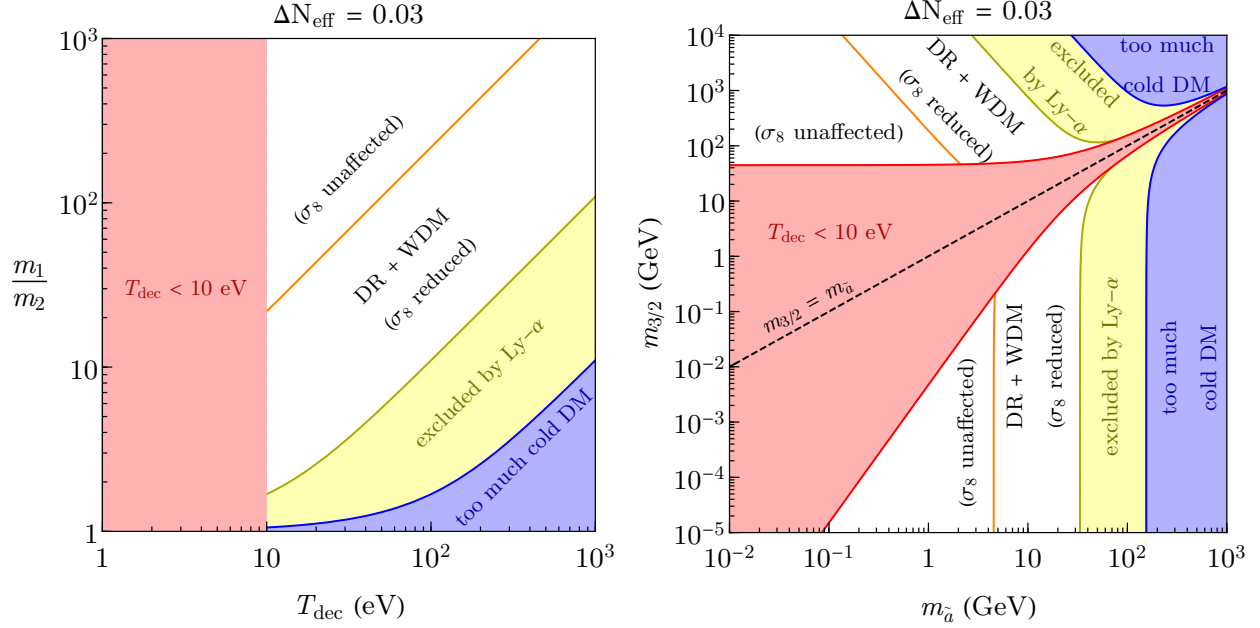 ΔN_eff = 0.03
10^3
10^2
10
1
m_1
m_2
1
10
10^2
10^3
T_dec (eV)
T_dec < 10 eV
(σ_8 unaffected)
DR + WDM
(σ_8 reduced)
excluded by Ly−α
too much cold DM
ΔN_eff = 0.03
10^4
10^3
10^2
10
1
10^−1
10^−2
10^−3
10^−4
10^−5
m_3/2 (GeV)
10^−2
10^−1
1
10
10^2
10^3
m_ã (GeV)
(σ_8 unaffected)
DR + WDM
(σ_8 reduced)
excluded
by Ly−α
too much
cold DM
T_dec < 10 eV
m_3/2 = m_ã
(σ_8 unaffected)
DR + WDM
(σ_8 reduced)
excluded by Ly−α
too much
cold DM